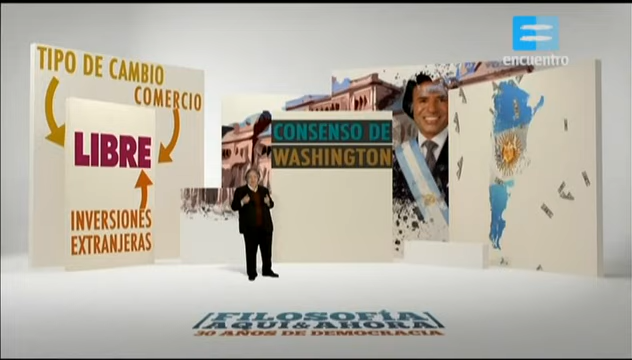 encuentro
TIPO DE CAMBIO
COMERCIO
LIBRE
INVERSIONES
EXTRANJERAS
CONSENSO DE
WASHINGTON
[FILOSOFÍA
AQUÍ & AHORA]
30 AÑOS DE DEMOCRACIA